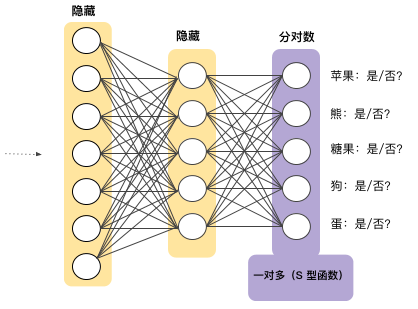 隐藏
隐藏
分对数
苹果：是/否?
熊：是/否?
糖果：是/否?
狗：是/否?
蛋：是/否?
一对多（S 型函数）